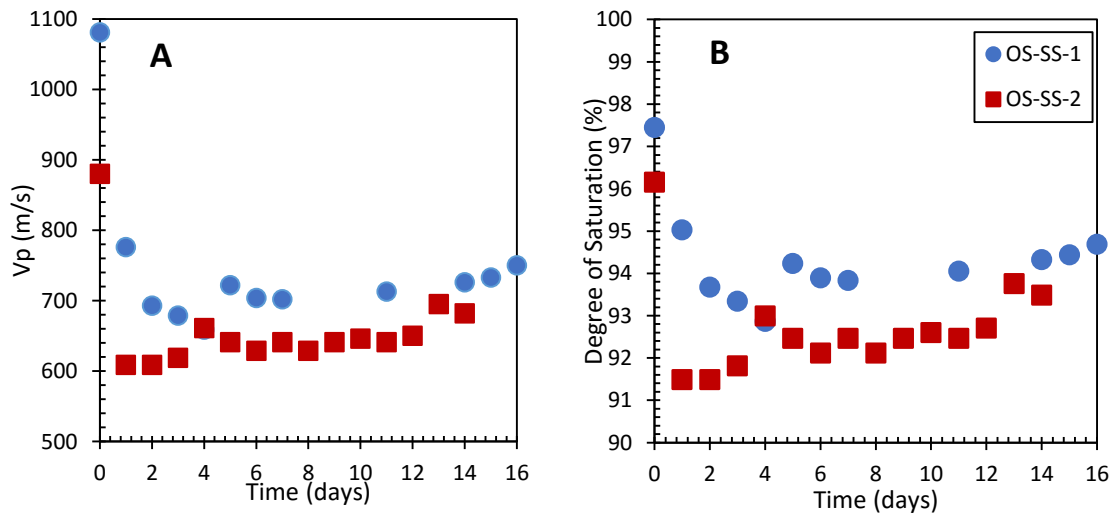 A
Vp (m/s)
1100
1000
900
800
700
600
500
0 2 4 6 8 10 12 14 16
Time (days)
B
OS-SS-1
OS-SS-2
Degree of Saturation (%)
100
99
98
97
96
95
94
93
92
91
90
0 2 4 6 8 10 12 14 16
Time (days)